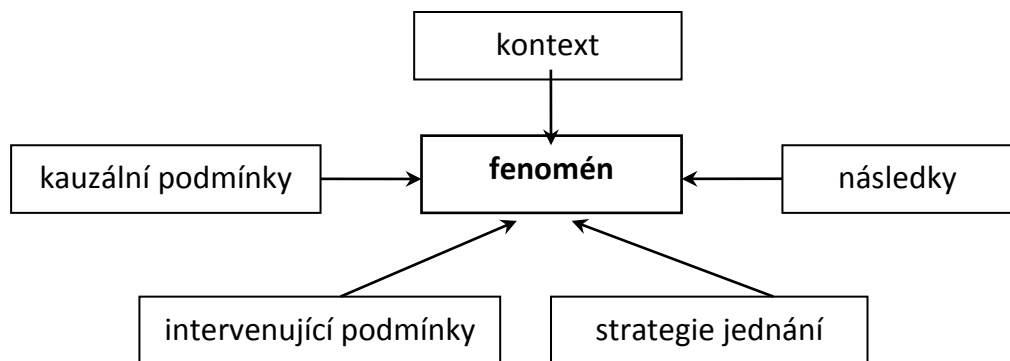 kontext
kauzální podmínky
fenomén
následky
intervenující podmínky
strategie jednání